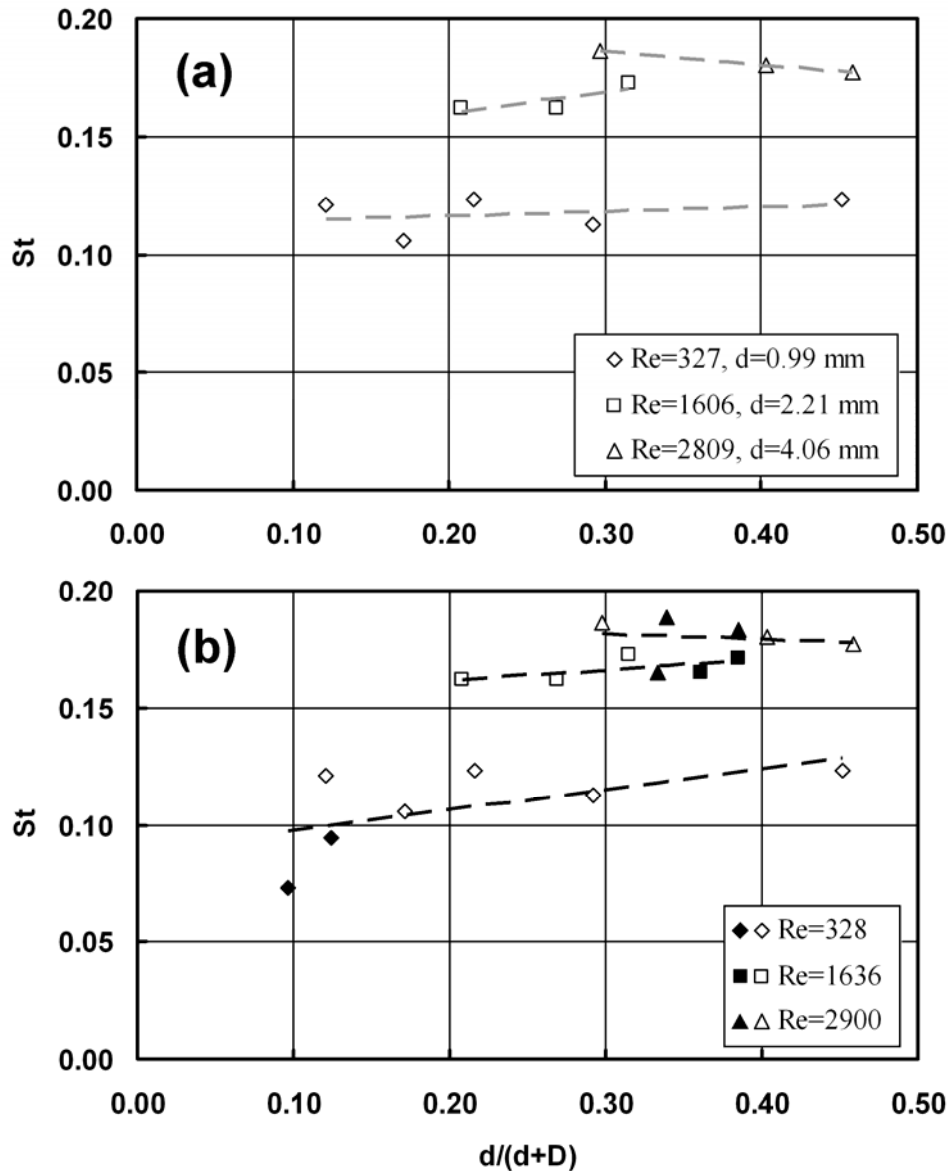 0.20
(a)
0.15
St
0.10
0.05
0.00
Re=327, d=0.99 mm
Re=1606, d=2.21 mm
Re=2809, d=4.06 mm
0.00 0.10 0.20 0.30 0.40 0.50
0.20
(b)
0.15
St
0.10
0.05
0.00
Re=328
Re=1636
Re=2900
0.00 0.10 0.20 0.30 0.40 0.50
d/(d+D)